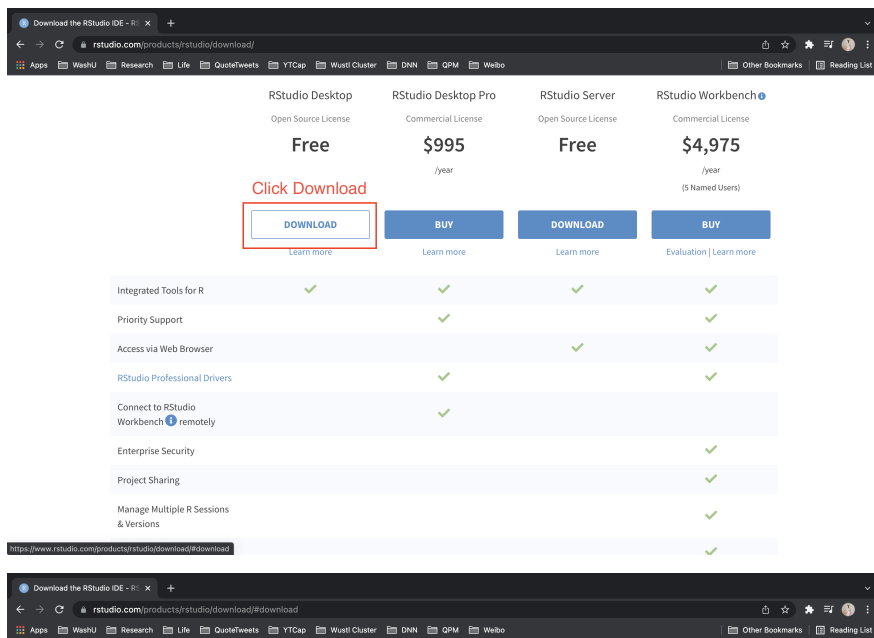 Download the RStudio IDE - RS
rstudio.com/products/rstudio/download/
Apps WashU Research Life QuoteTweets YTCap Wustl Cluster DNN QPM Weibo Other Bookmarks Reading List
RStudio Desktop RStudio Desktop Pro RStudio Server RStudio Workbench
Open Source License Commercial License Open Source License Commercial License
Free $995 Free $4,975
/year /year
Click Download (5 Named Users)
DOWNLOAD BUY DOWNLOAD BUY
Learn more Learn more Learn more Evaluation | Learn more
Integrated Tools for R
Priority Support
Access via Web Browser
RStudio Professional Drivers
Connect to RStudio
Workbench remotely
Enterprise Security
Project Sharing
Manage Multiple R Sessions
& Versions
https://www.rstudio.com/products/rstudio/download/#download
Download the RStudio IDE - RS
rstudio.com/products/rstudio/download/#download
Apps WashU Research Life QuoteTweets YTCap Wustl Cluster DNN QPM Weibo Other Bookmarks Reading List